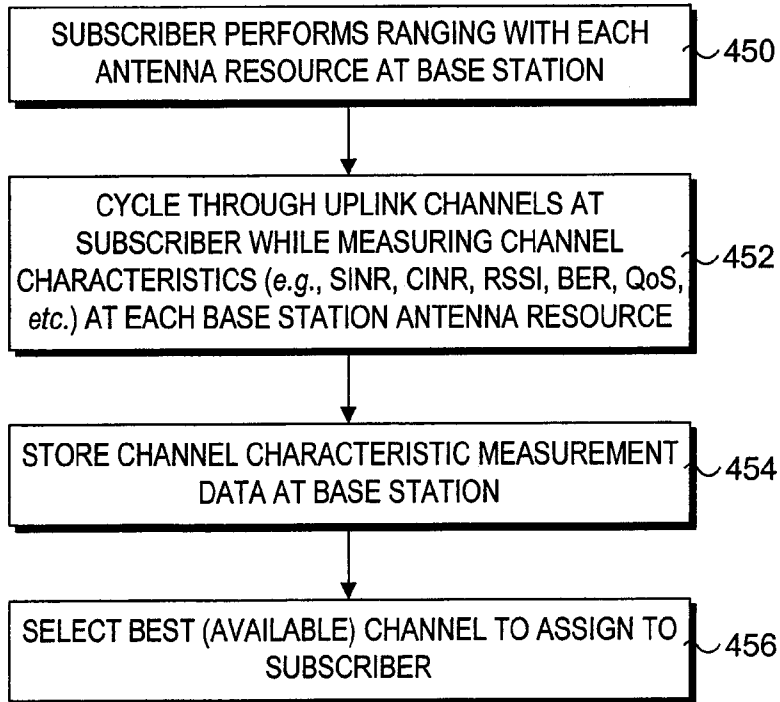 SUBSCRIBER PERFORMS RANGING WITH EACH
ANTENNA RESOURCE AT BASE STATION
450
CYCLE THROUGH UPLINK CHANNELS AT
SUBSCRIBER WHILE MEASURING CHANNEL
CHARACTERISTICS (e.g., SINR, CINR, RSSI, BER, QoS,
etc.) AT EACH BASE STATION ANTENNA RESOURCE
452
STORE CHANNEL CHARACTERISTIC MEASUREMENT
DATA AT BASE STATION
454
SELECT BEST (AVAILABLE) CHANNEL TO ASSIGN TO
SUBSCRIBER
456